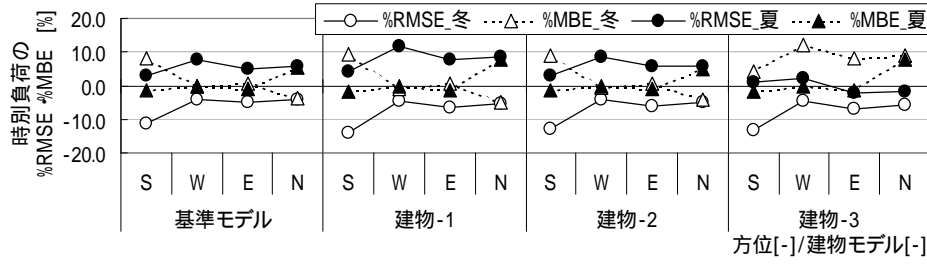 %RMSE_冬 %MBE_冬 %RMSE_夏 %MBE_夏
時別負荷の
%RMSE・%MBE [%]
20.0
10.0
0.0
-10.0
-20.0
S W E N S W E N S W E N S W E N
基準モデル 建物-1 建物-2 建物-3
方位[-]/建物モデル[-]